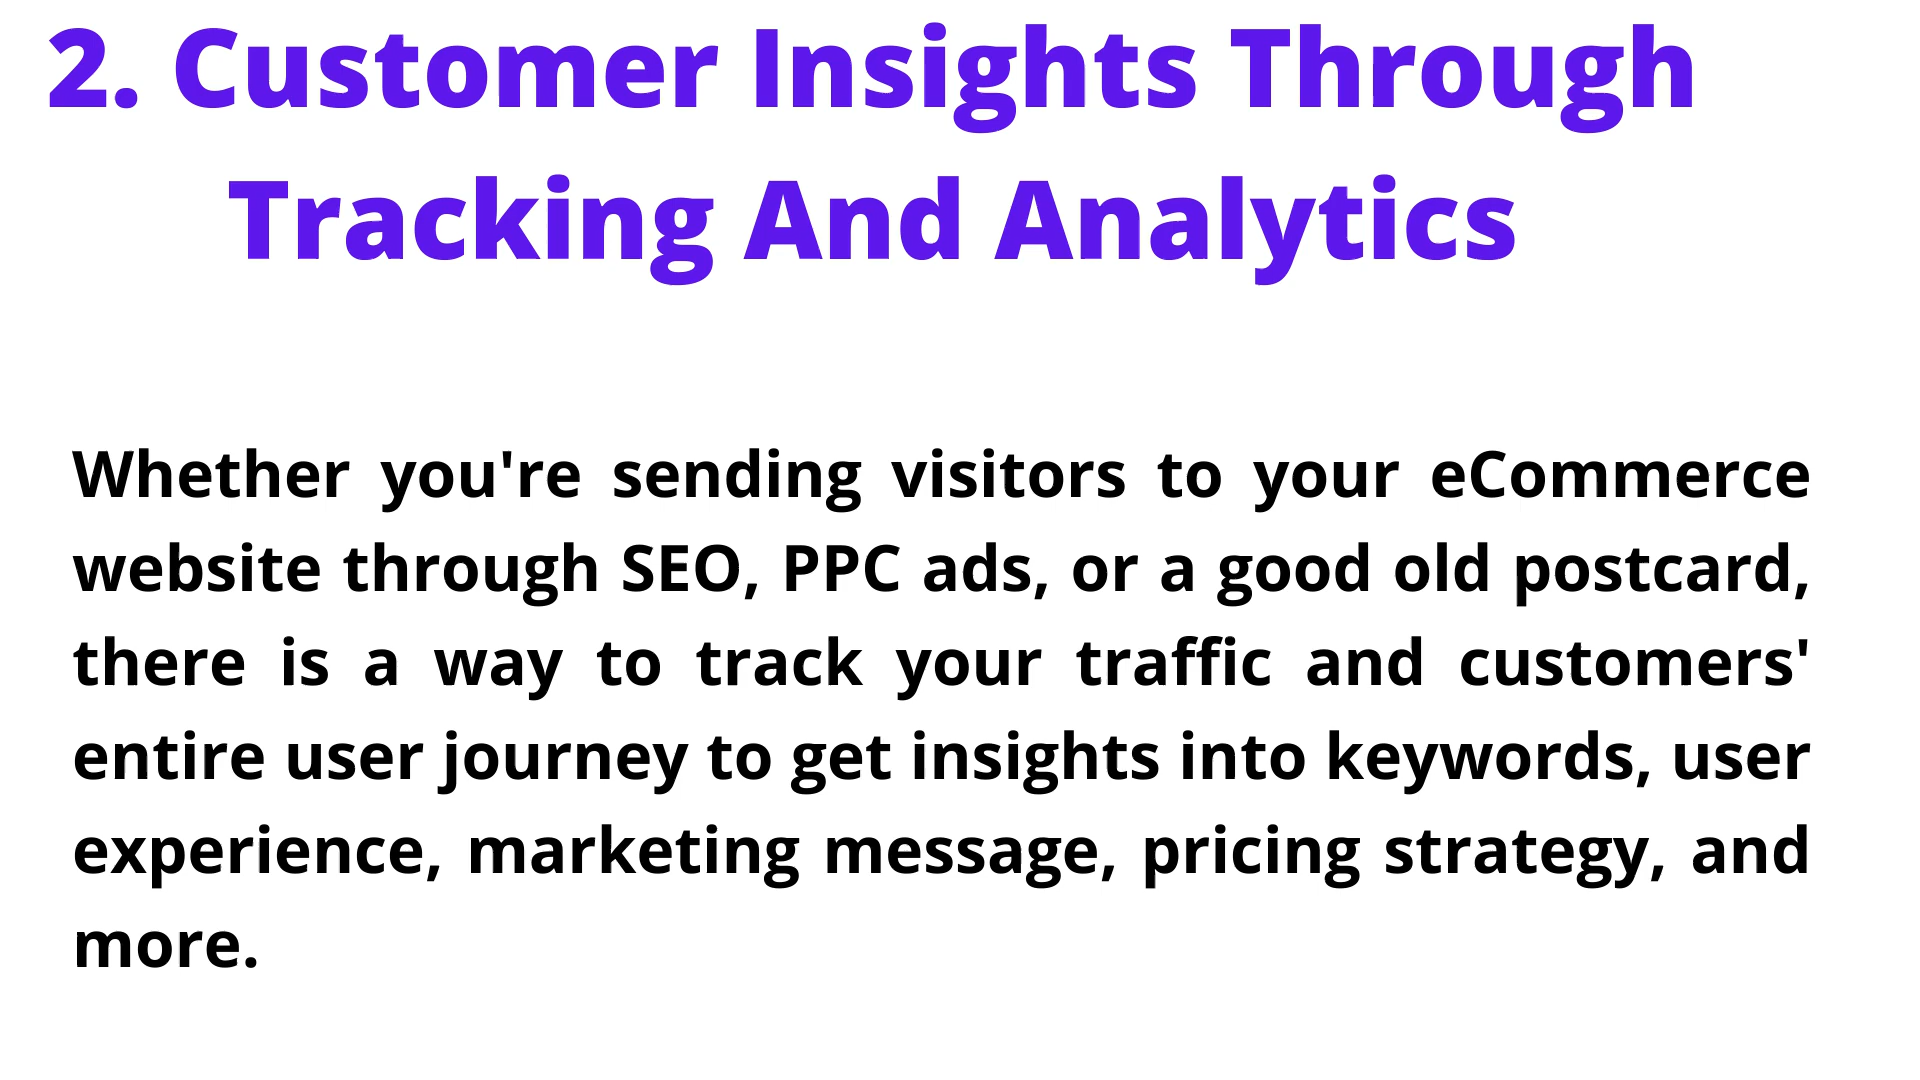 2. Customer Insights Through
Tracking And Analytics
Whether you're sending visitors to your eCommerce
website through SEO, PPC ads, or a good old postcard,
there is a way to track your traffic and customers'
entire user journey to get insights into keywords, user
experience, marketing message, pricing strategy, and
more.